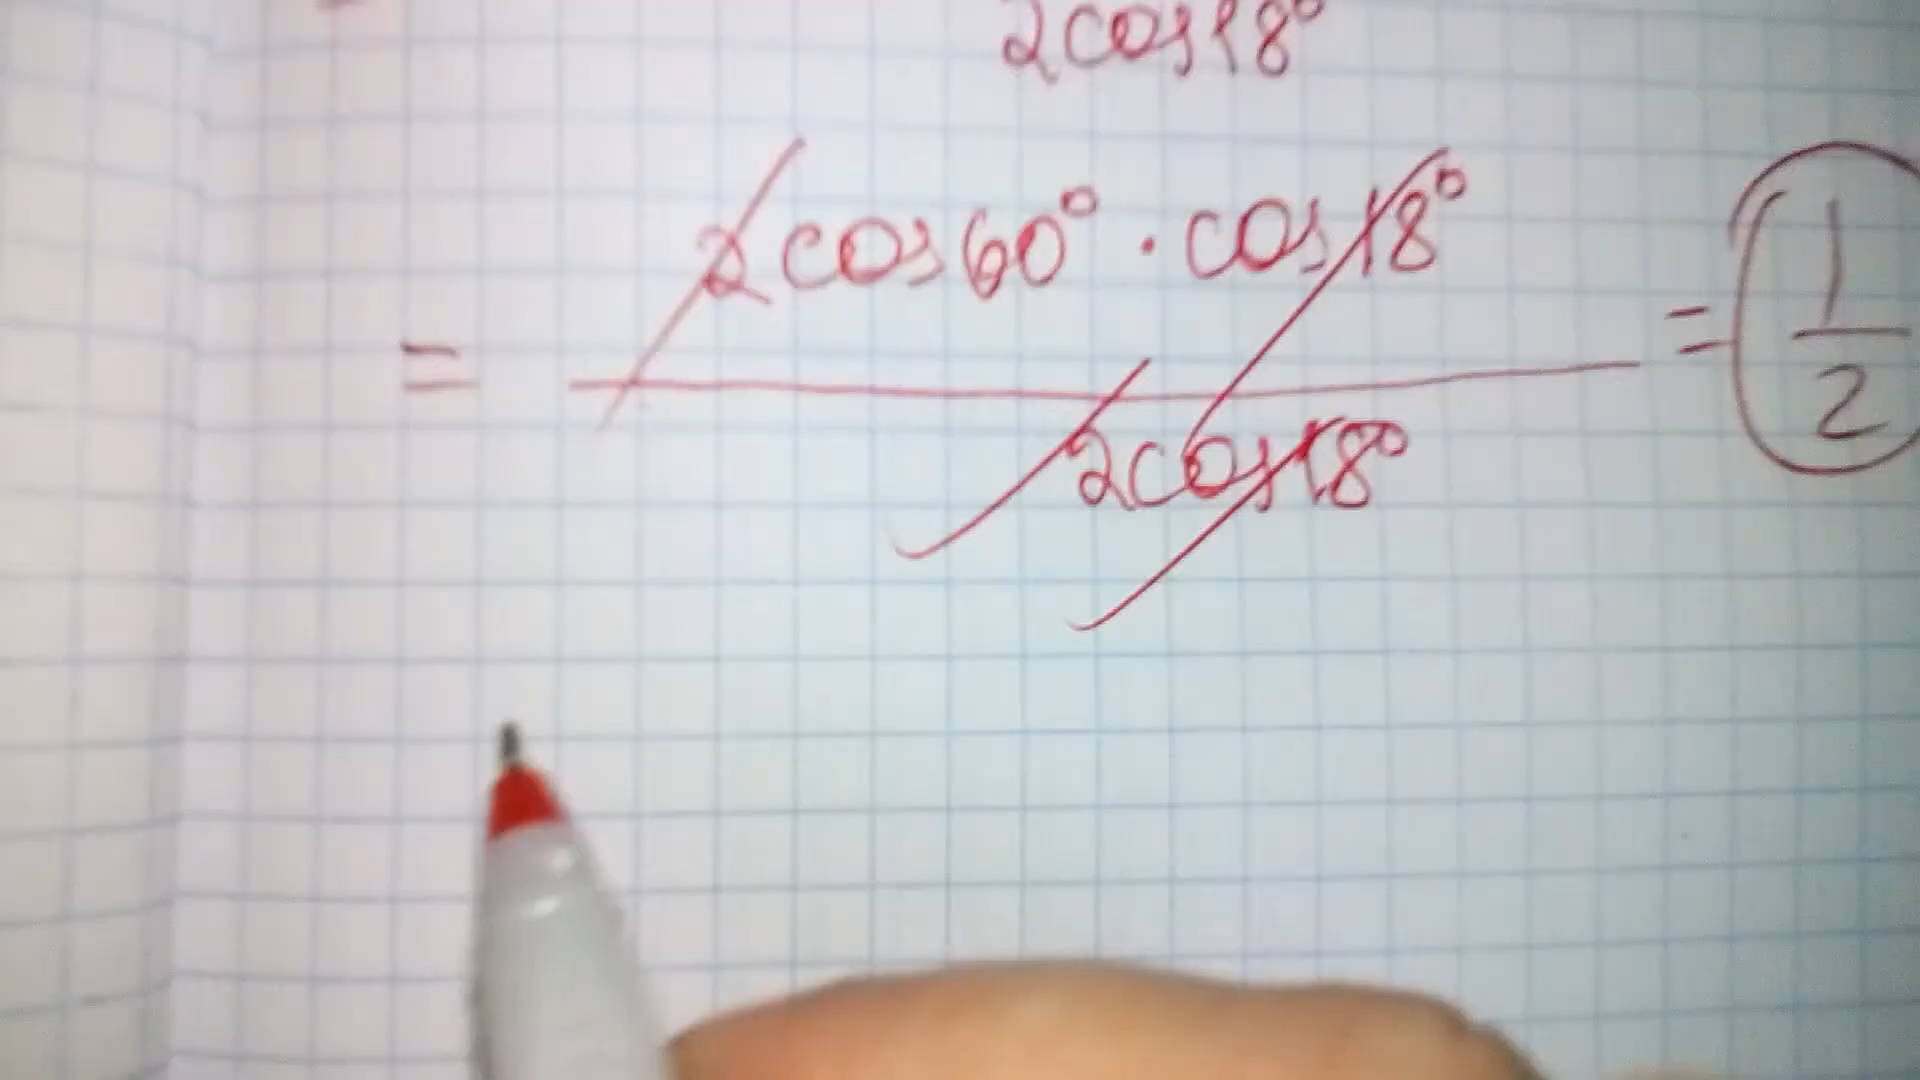 2cos18°
2cos60° · cos18°
= = 1/2
2cos18°